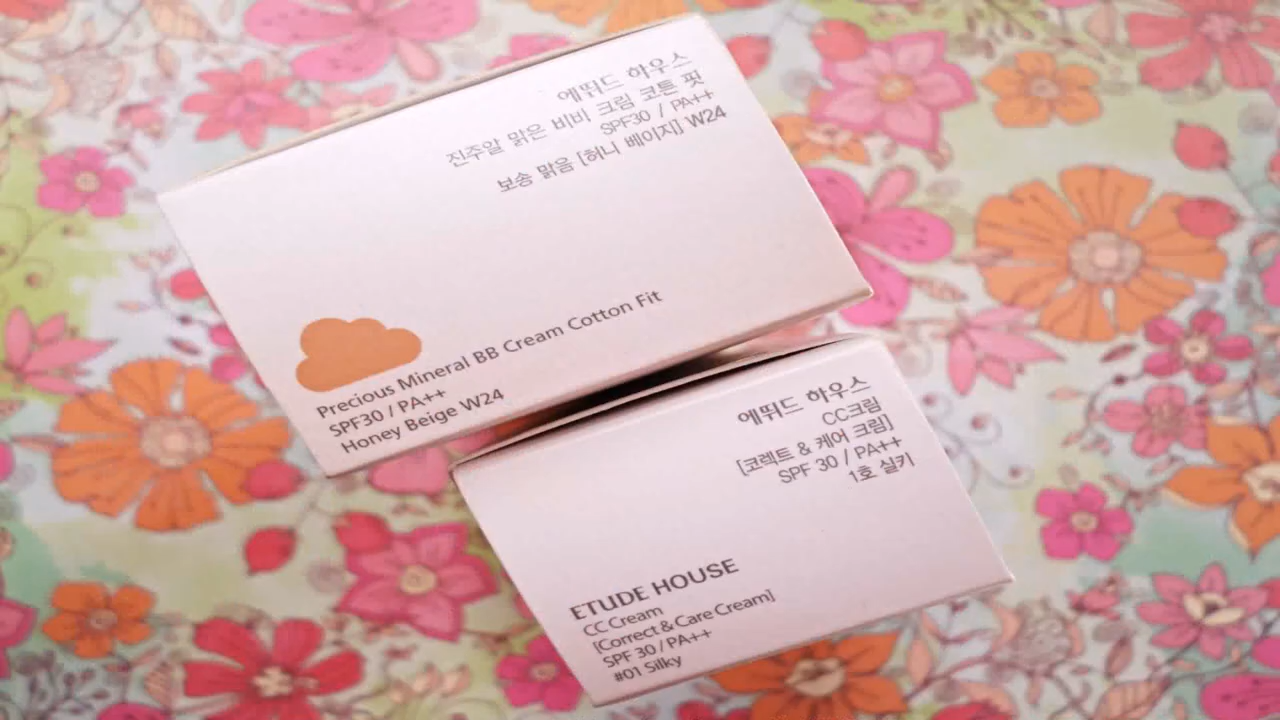 에뛰드 하우스
진주알 맑은 비비 크림 코튼 핏
SPF30 / PA++
보송 맑음 [허니 베이지] W24
Precious Mineral BB Cream Cotton Fit
SPF30 / PA++
Honey Beige W24
에뛰드 하우스
CC크림
[코렉트 & 케어 크림]
SPF 30 / PA++
1호 실키
ETUDE HOUSE
CC Cream
[Correct & Care Cream]
SPF 30 / PA++
#01 Silky